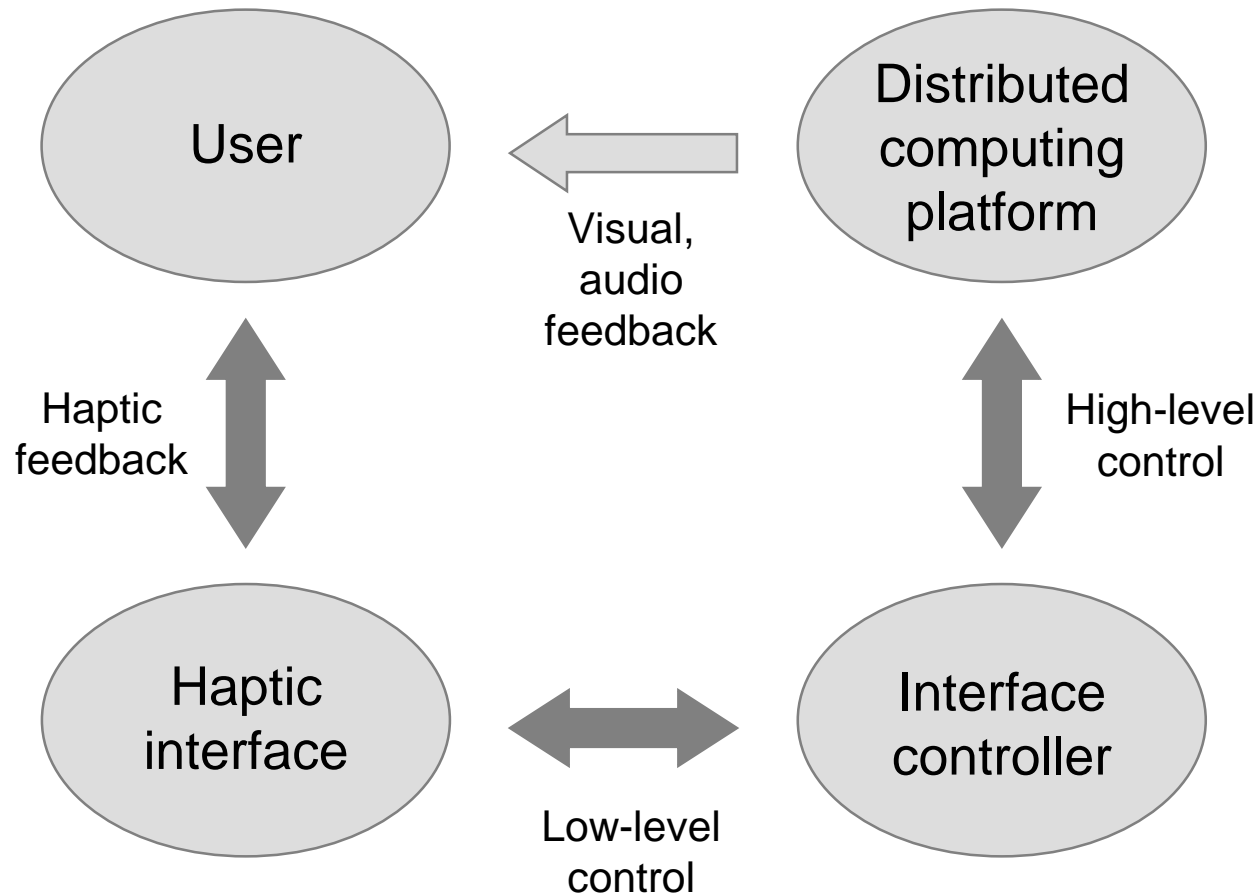 User
Distributed
computing
platform
Visual,
audio
feedback
Haptic
feedback
High-level
control
Haptic
interface
Interface
controller
Low-level
control